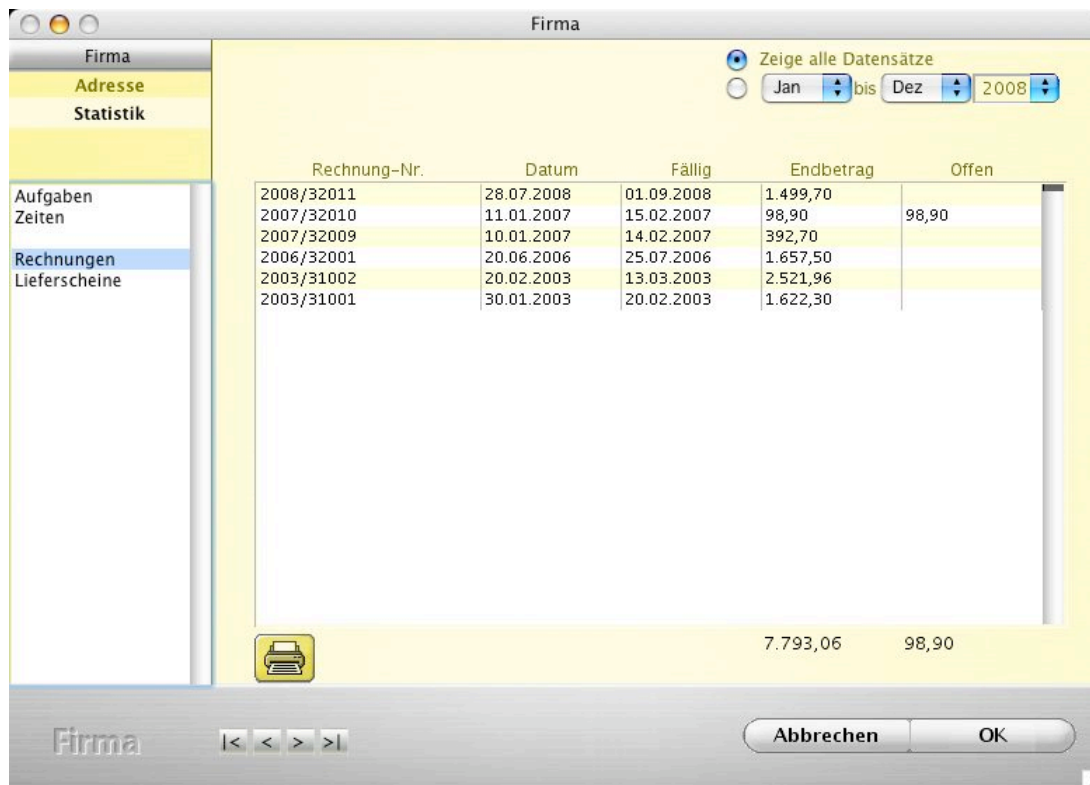 Firma
Firma
Adresse
Statistik
Zeige alle Datensätze
Jan bis Dez 2008
Aufgaben
Zeiten
Rechnungen
Lieferscheine
Rechnung-Nr. Datum Fällig Endbetrag Offen
2008/32011 28.07.2008 01.09.2008 1.499,70
2007/32010 11.01.2007 15.02.2007 98,90 98,90
2007/32009 10.01.2007 14.02.2007 392,70
2006/32001 20.06.2006 25.07.2006 1.657,50
2003/31002 20.02.2003 13.03.2003 2.521,96
2003/31001 30.01.2003 20.02.2003 1.622,30
7.793,06 98,90
Firma |< < > >| Abbrechen OK